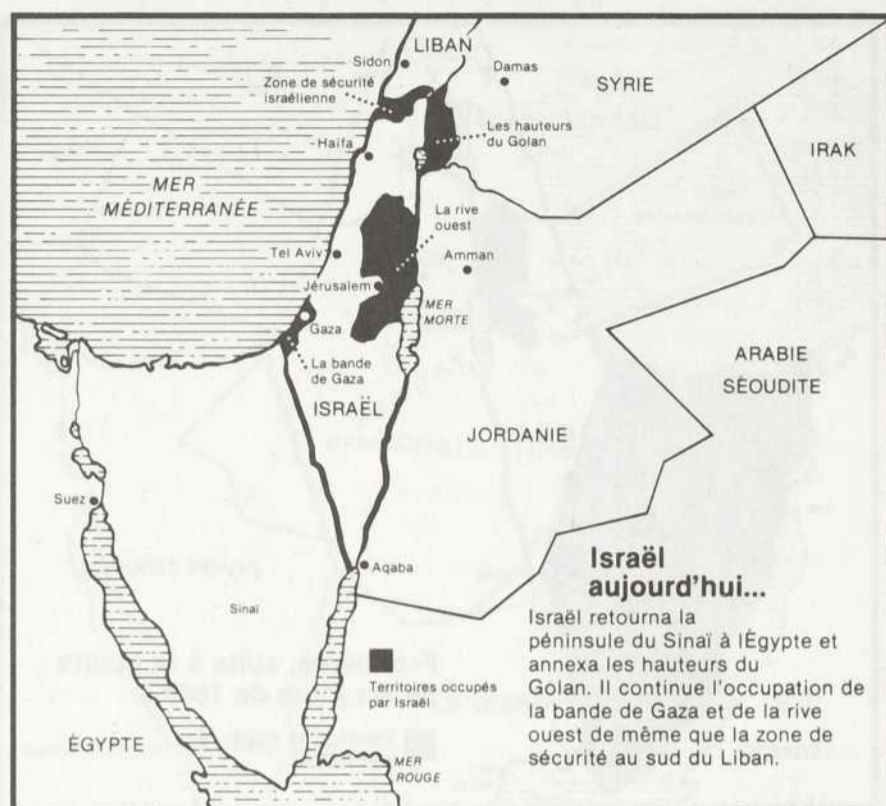 LIBAN
Sidon
Damas
Zone de sécurité
israélienne
SYRIE
Les hauteurs
du Golan
Haïfa
IRAK
MER
MÉDITERRANÉE
La rive
ouest
Tel Aviv
Amman
Jérusalem
MER
MORTE
Gaza
La bande
de Gaza
ARABIE
SÉOUDITE
ISRAËL
JORDANIE
Suez
Aqaba
Sinaï
Israël
aujourd'hui...
Israël retourna la
péninsule du Sinaï à lÉgypte et
annexa les hauteurs du
Golan. Il continue l'occupation de
la bande de Gaza et de la rive
ouest de même que la zone de
sécurité au sud du Liban.
Territoires occupés
par Israël
ÉGYPTE
MER
ROUGE